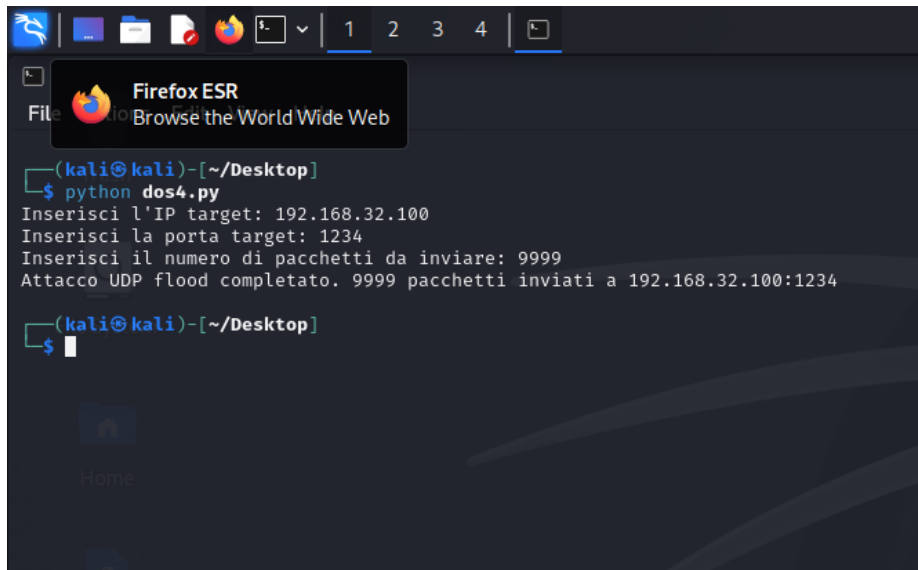 1 2 3 4
Firefox ESR
File
Browse the World Wide Web
(kali㉿kali)-[~/Desktop]
$ python dos4.py
Inserisci l'IP target: 192.168.32.100
Inserisci la porta target: 1234
Inserisci il numero di pacchetti da inviare: 9999
Attacco UDP flood completato. 9999 pacchetti inviati a 192.168.32.100:1234
(kali㉿kali)-[~/Desktop]
$
Home